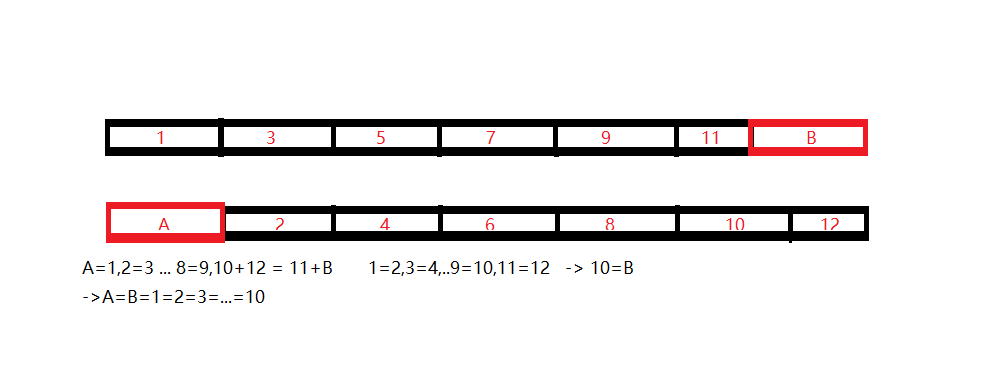 1 3 5 7 9 11 B
A 2 4 6 8 10 12
A=1,2=3 ... 8=9,10+12 = 11+B 1=2,3=4,..9=10,11=12 -> 10=B
->A=B=1=2=3=...=10